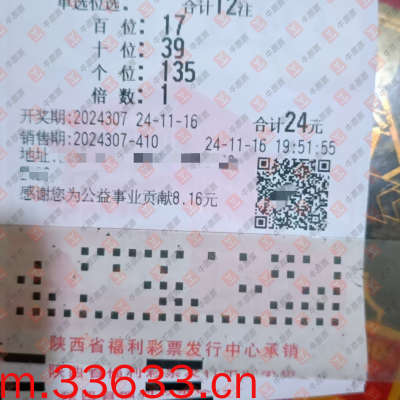 单选位选: 合计12注
百 位: 17
十 位: 39
个 位: 135
倍 数: 1
开奖期:2024307 24-11-16 合计24元
销售期:2024307-410 24-11-16 19:51:55
地址:
感谢您为公益事业贡献8.16元
陕西省福利彩票发行中心承销
m.33633.cn